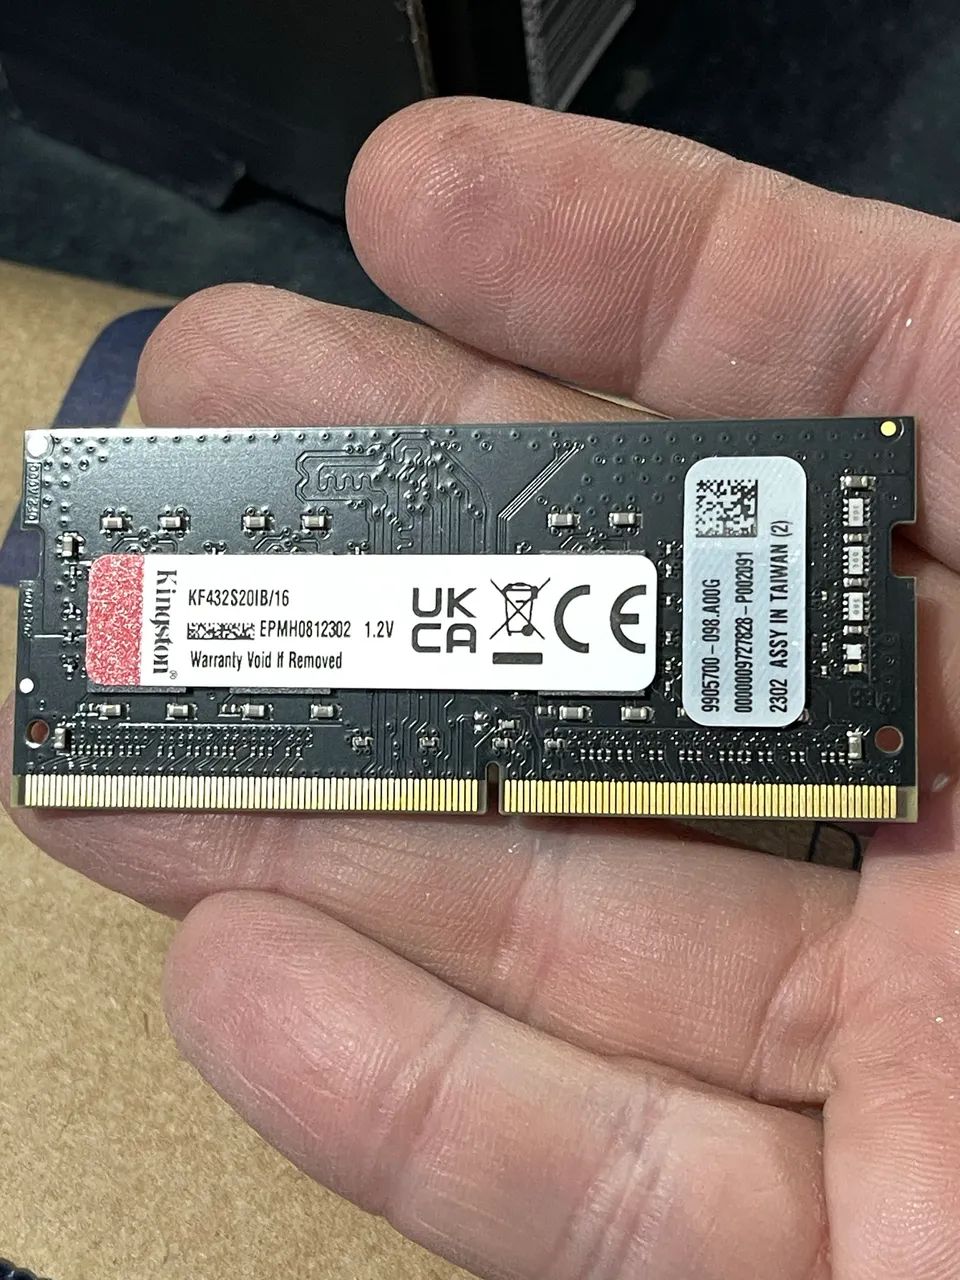 Kingston®
KF432S20IB/16
EPMH0812302 1.2V
Warranty Void If Removed
UK
CA
CE
9905700-098.A00G
0000009727828-P002091
2302 ASSY IN TAIWAN (2)